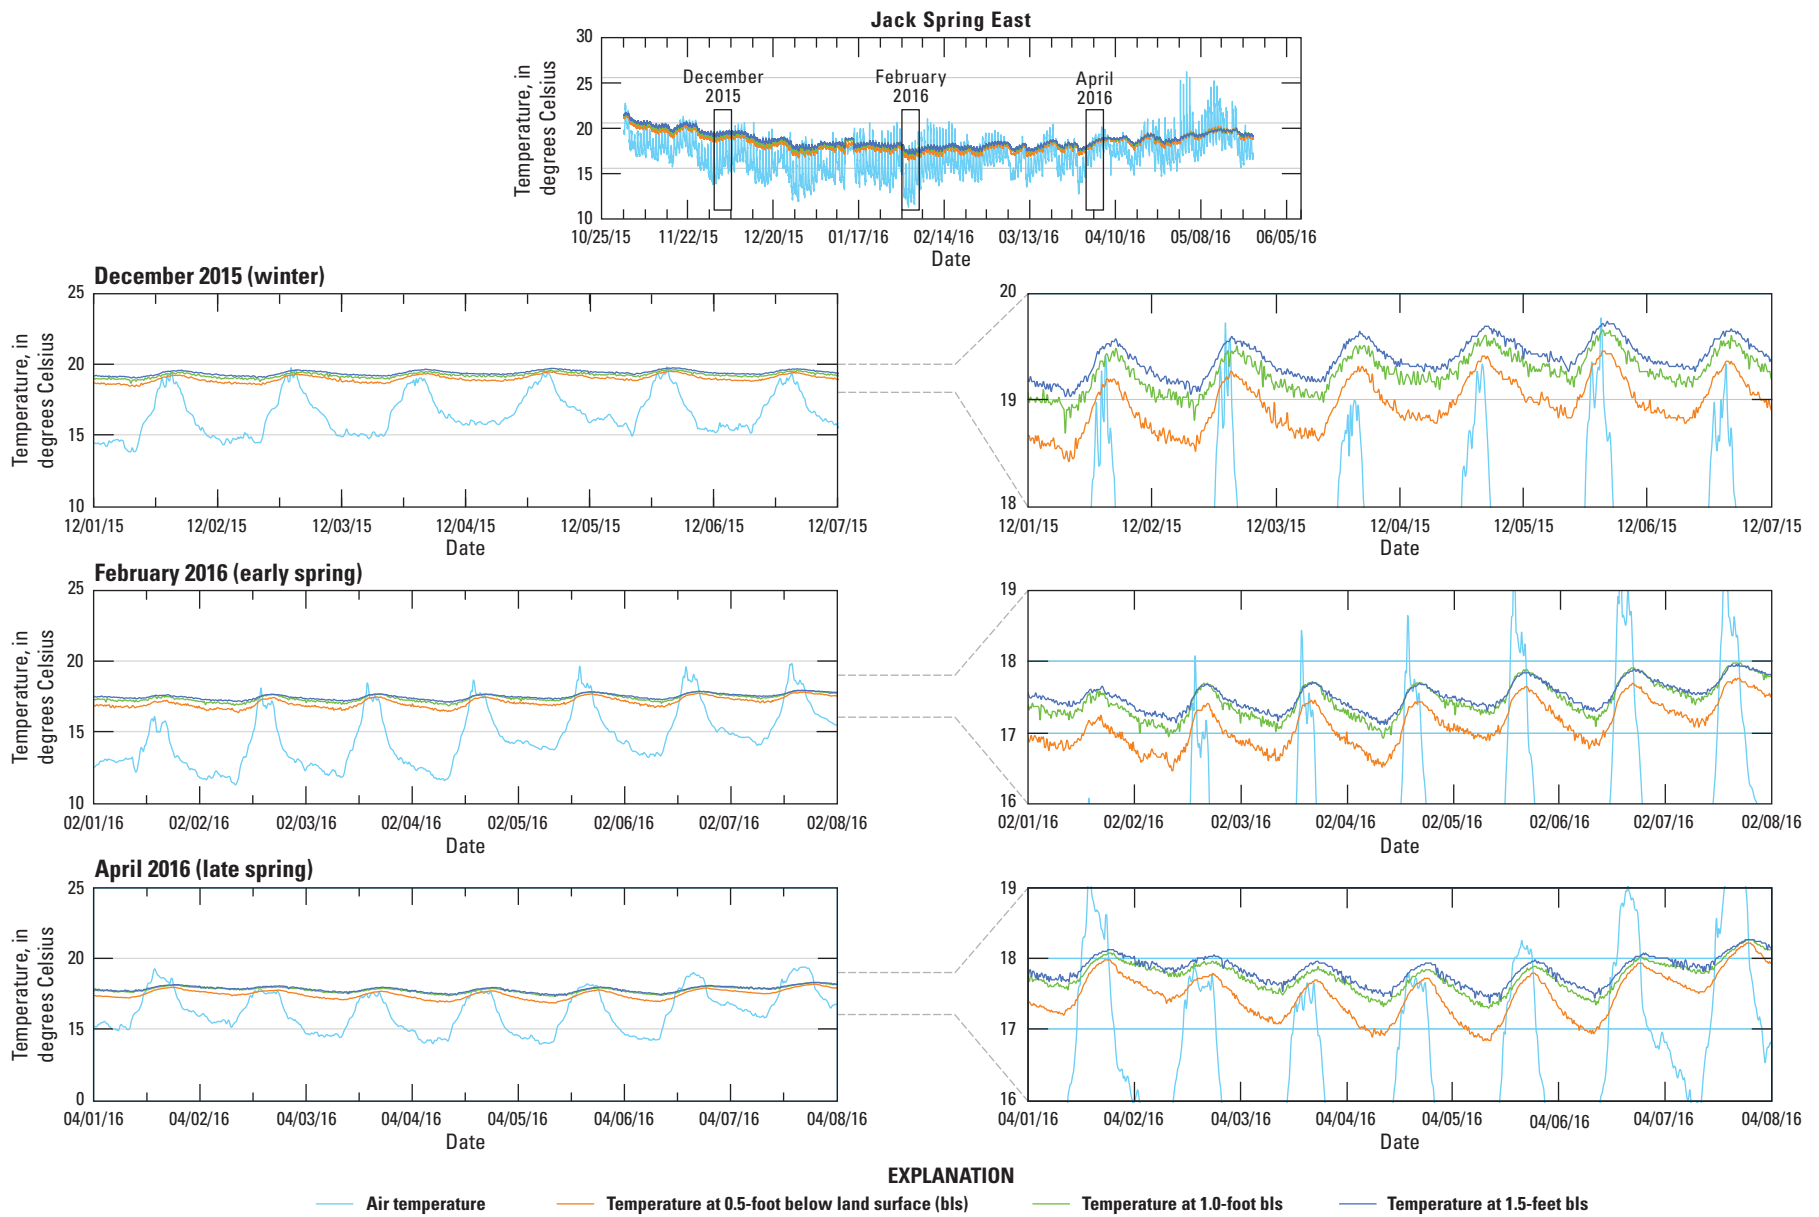 Jack Spring East
Temperature, in
degrees Celsius
30
25
20
15
10
December
2015
February
2016
April
2016
10/25/15 11/22/15 12/20/15 01/17/16 02/14/16 03/13/16 04/10/16 05/08/16 06/05/16
Date
December 2015 (winter)
Temperature, in
degrees Celsius
25
20
15
10
12/01/15 12/02/15 12/03/15 12/04/15 12/05/15 12/06/15 12/07/15
Date
20
19
18
12/01/15 12/02/15 12/03/15 12/04/15 12/05/15 12/06/15 12/07/15
Date
February 2016 (early spring)
Temperature, in
degrees Celsius
25
20
15
10
02/01/16 02/02/16 02/03/16 02/04/16 02/05/16 02/06/16 02/07/16 02/08/16
Date
19
18
17
16
02/01/16 02/02/16 02/03/16 02/04/16 02/05/16 02/06/16 02/07/16 02/08/16
Date
April 2016 (late spring)
Temperature, in
degrees Celsius
25
20
15
0
04/01/16 04/02/16 04/03/16 04/04/16 04/05/16 04/06/16 04/07/16 04/08/16
Date
19
18
17
16
04/01/16 04/02/16 04/03/16 04/04/16 04/05/16 04/06/16 04/07/16 04/08/16
Date
EXPLANATION
Air temperature
Temperature at 0.5-foot below land surface (bls)
Temperature at 1.0-foot bls
Temperature at 1.5-feet bls